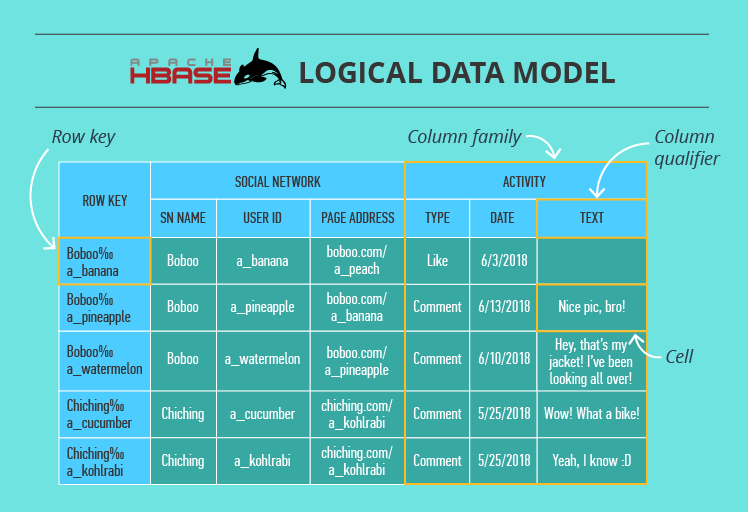 APACHE
HBASE LOGICAL DATA MODEL
Row key
Column family
Column
qualifier
ROW KEY
SOCIAL NETWORK
ACTIVITY
SN NAME USER ID PAGE ADDRESS TYPE DATE TEXT
Boboo‰
a_banana
Boboo
a_banana
boboo.com/
a_peach
Like
6/3/2018
Boboo‰
a_pineapple
Boboo
a_pineapple
boboo.com/
a_banana
Comment
6/13/2018
Nice pic, bro!
Boboo‰
a_watermelon
Boboo
a_watermelon
boboo.com/
a_pineapple
Comment
6/10/2018
Hey, that's my
jacket! I've been
looking all over!
Cell
Chiching‰
a_cucumber
Chiching
a_cucumber
chiching.com/
a_kohlrabi
Comment
5/25/2018
Wow! What a bike!
Chiching‰
a_kohlrabi
Chiching
a_kohlrabi
chiching.com/
a_kohlrabi
Comment
5/25/2018
Yeah, I know :D